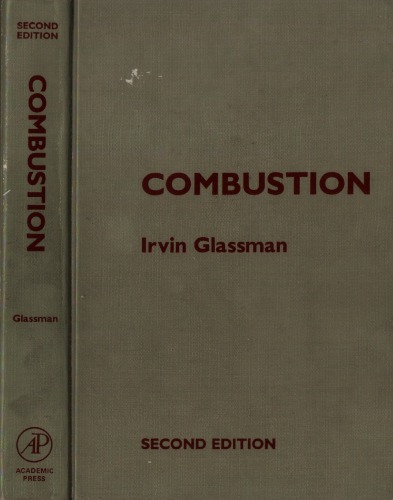 SECOND
EDITION
COMBUSTION
Glassman
AP
ACADEMIC
PRESS
COMBUSTION
Irvin Glassman
SECOND EDITION